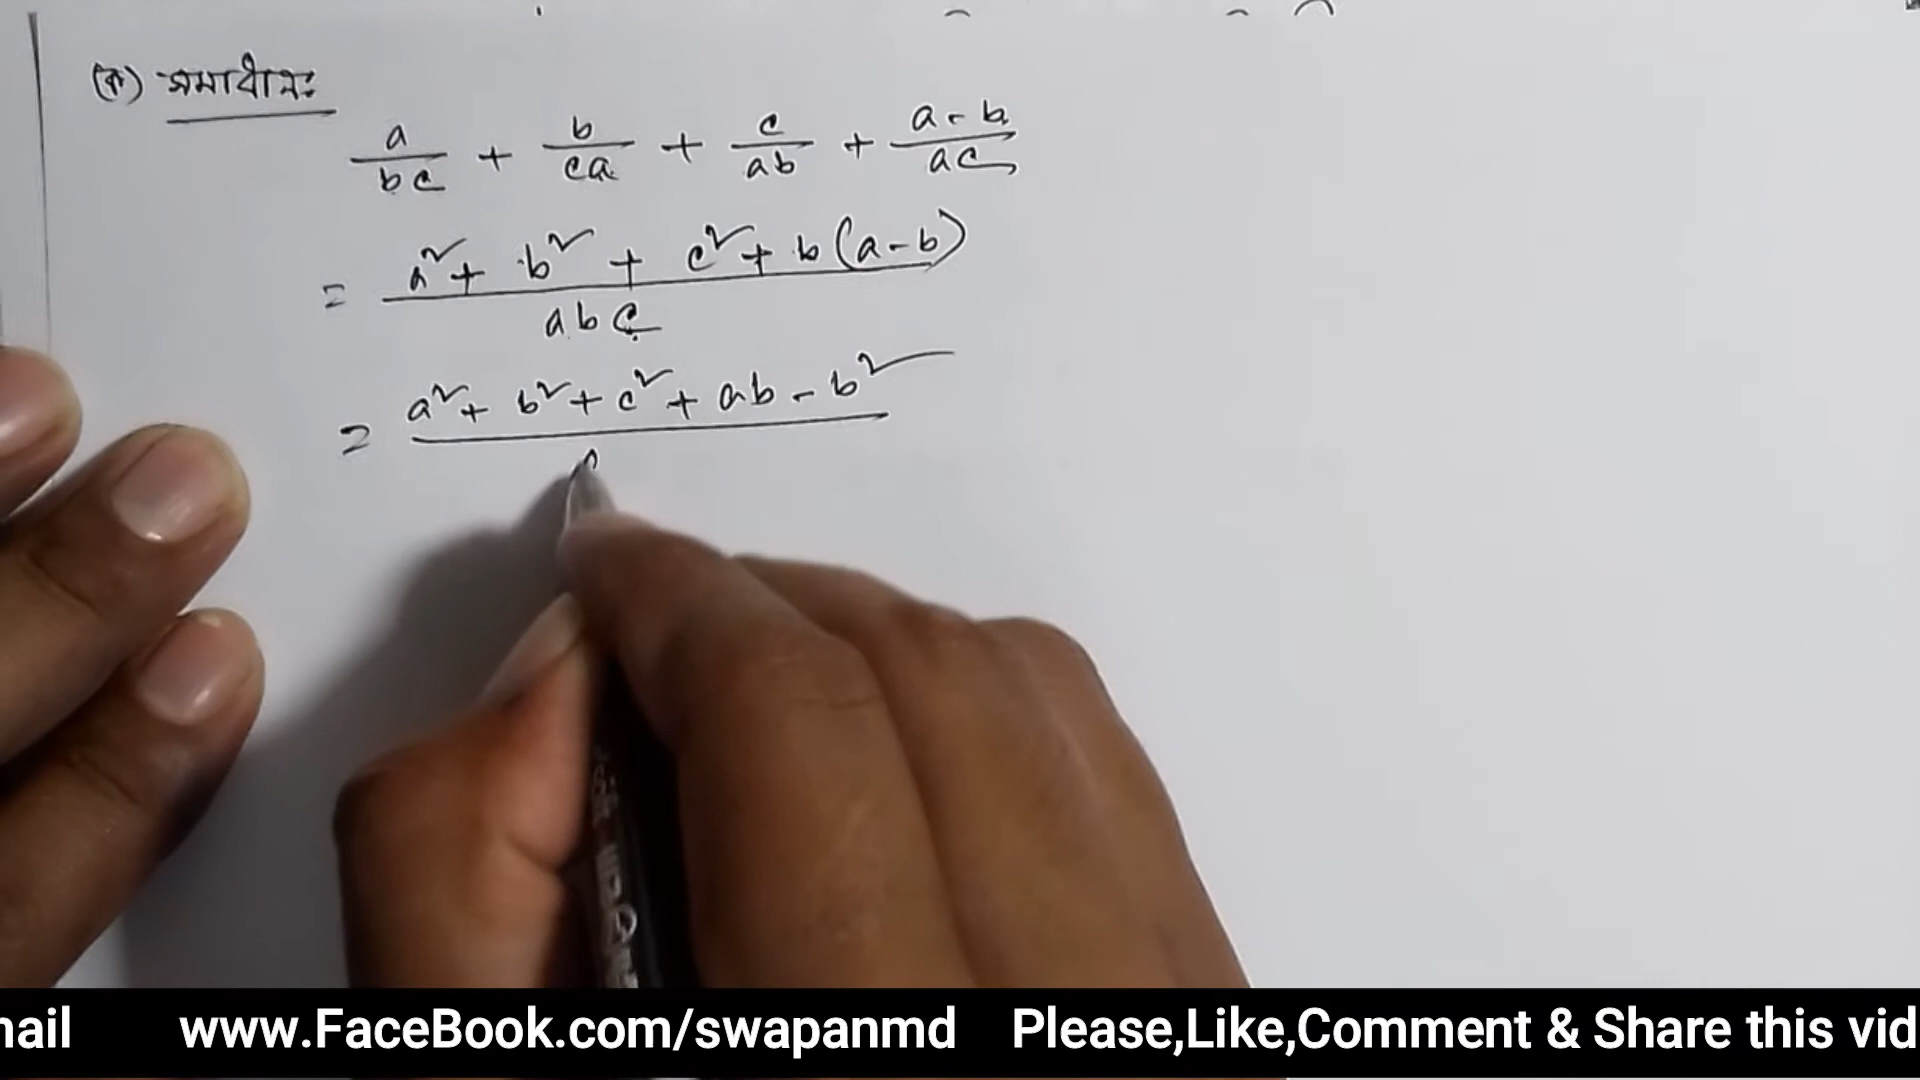 (ক) সমাধানঃ
a/bc + b/ca + c/ab + a-b/ac
= a² + b² + c² + b(a-b) / abc
= a² + b² + c² + ab - b² / a
nail www.FaceBook.com/swapanmd Please,Like,Comment & Share this vid